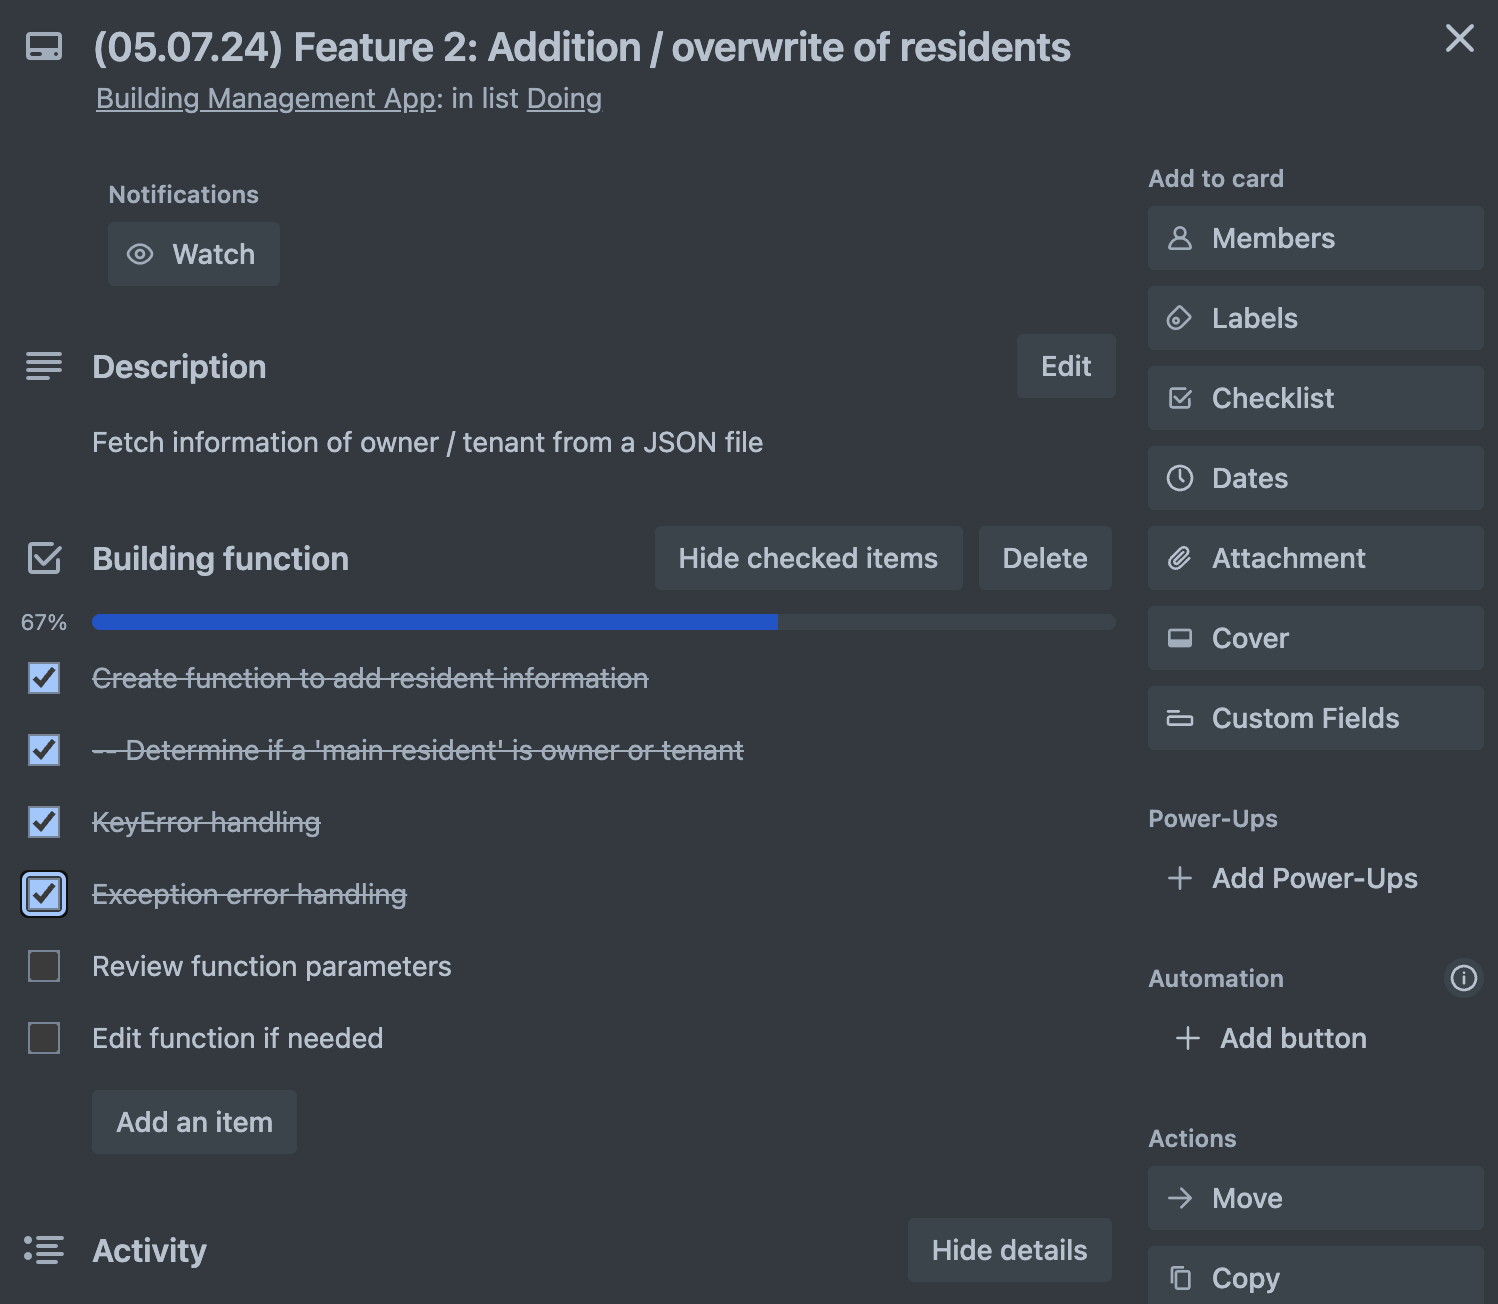 (05.07.24) Feature 2: Addition / overwrite of residents
Building Management App: in list Doing
Notifications
Watch
Description
Edit
Fetch information of owner / tenant from a JSON file
Building function
Hide checked items
Delete
67%
Create function to add resident information
-- Determine if a 'main resident' is owner or tenant
KeyError handling
Exception error handling
Review function parameters
Edit function if needed
Add an item
Activity
Hide details
Add to card
Members
Labels
Checklist
Dates
Attachment
Cover
Custom Fields
Power-Ups
Add Power-Ups
Automation
Add button
Actions
Move
Copy